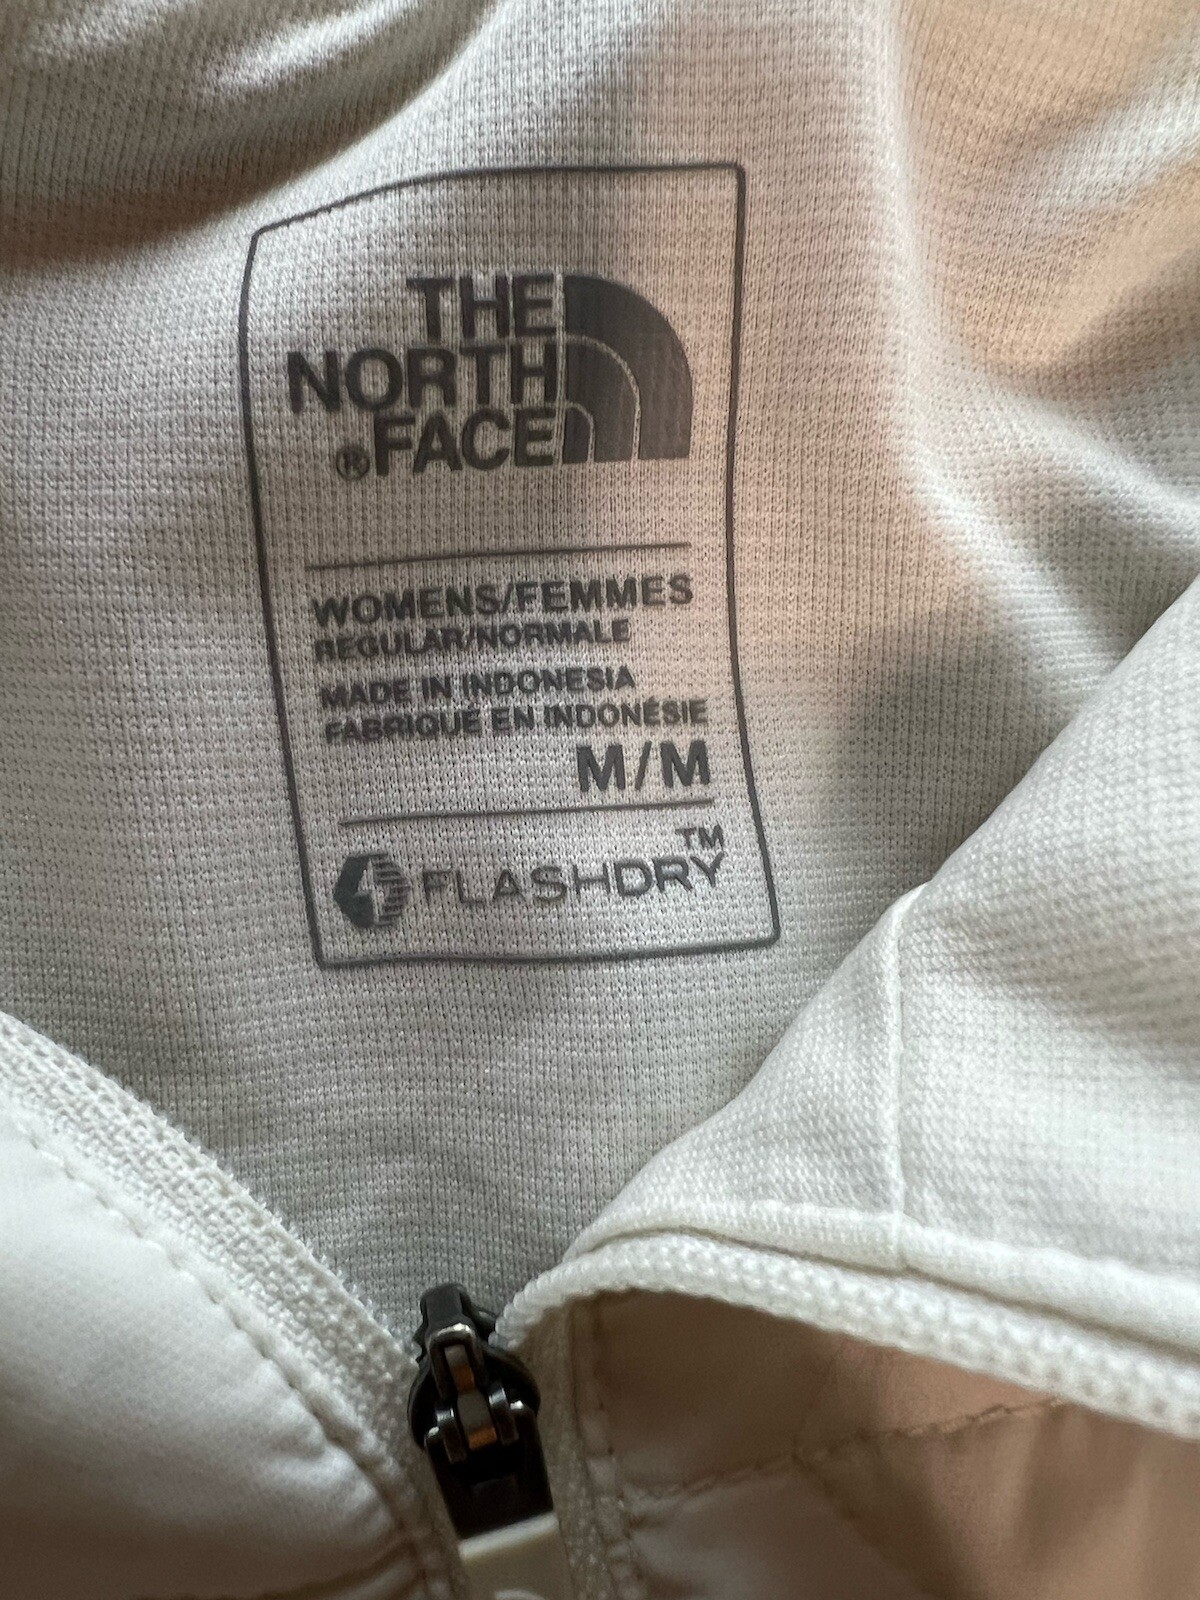 THE
NORTH
®FACE
WOMENS/FEMMES
REGULAR/NORMALE
MADE IN INDONESIA
FABRIQUÉ EN INDONÉSIE
M/M
FLASHDRY™